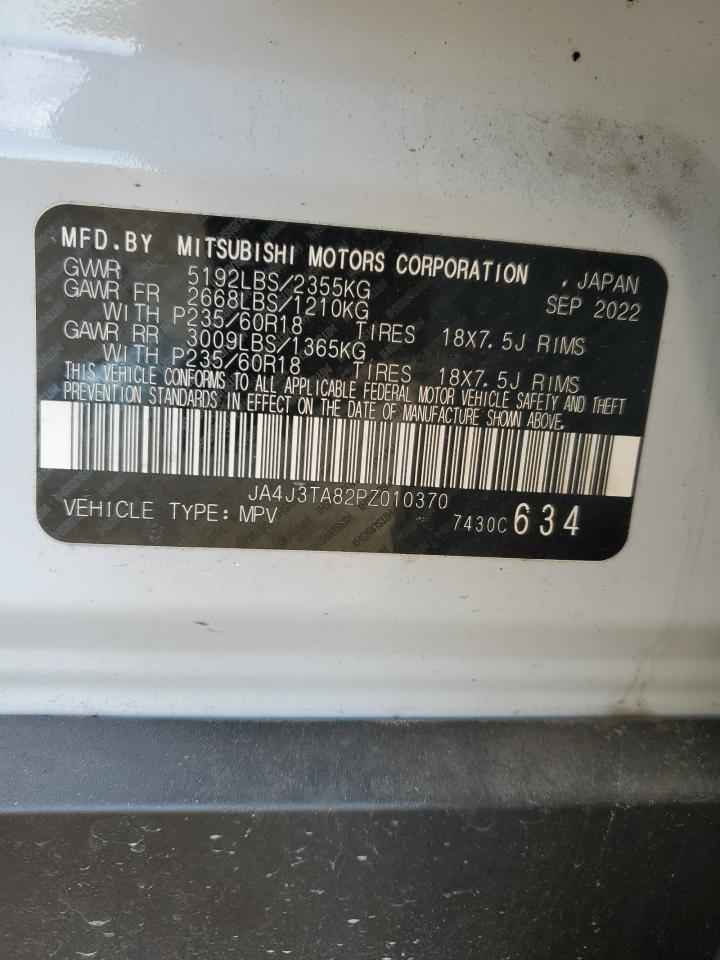 MFD.BY MITSUBISHI MOTORS CORPORATION , JAPAN
GVWR 5192LBS/2355KG SEP 2022
GAWR FR 2668LBS/1210KG
WITH P235/60R18 TIRES 18X7.5J RIMS
GAWR RR 3009LBS/1365KG
WITH P235/60R18 TIRES 18X7.5J RIMS
THIS VEHICLE CONFORMS TO ALL APPLICABLE FEDERAL MOTOR VEHICLE SAFETY AND THEFT
PREVENTION STANDARDS IN EFFECT ON THE DATE OF MANUFACTURE SHOWN ABOVE.
JA4J3TA82PZ010370
VEHICLE TYPE: MPV 7430C 634